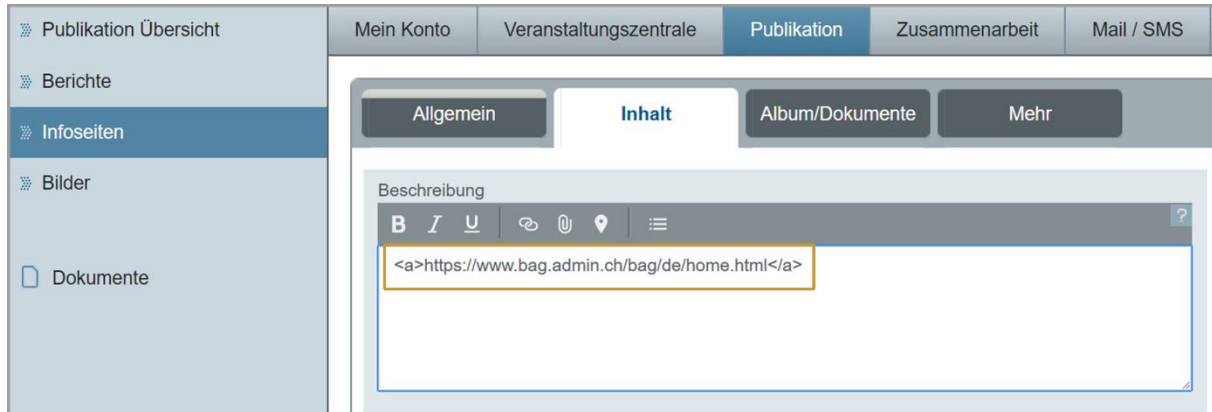 Publikation Übersicht
Berichte
Infoseiten
Bilder
Dokumente
Mein Konto Veranstaltungszentrale Publikation Zusammenarbeit Mail / SMS
Allgemein Inhalt Album/Dokumente Mehr
Beschreibung
B I U ?
<a>https://www.bag.admin.ch/bag/de/home.html</a>